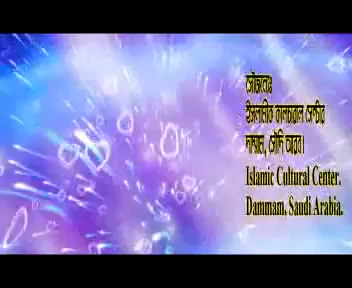 সৌজন্যেঃ
ইসলামীক কালচারাল সেন্টার
দাম্মাম, সৌদি আরব।
Islamic Cultural Center.
Dammam, Saudi Arabia.